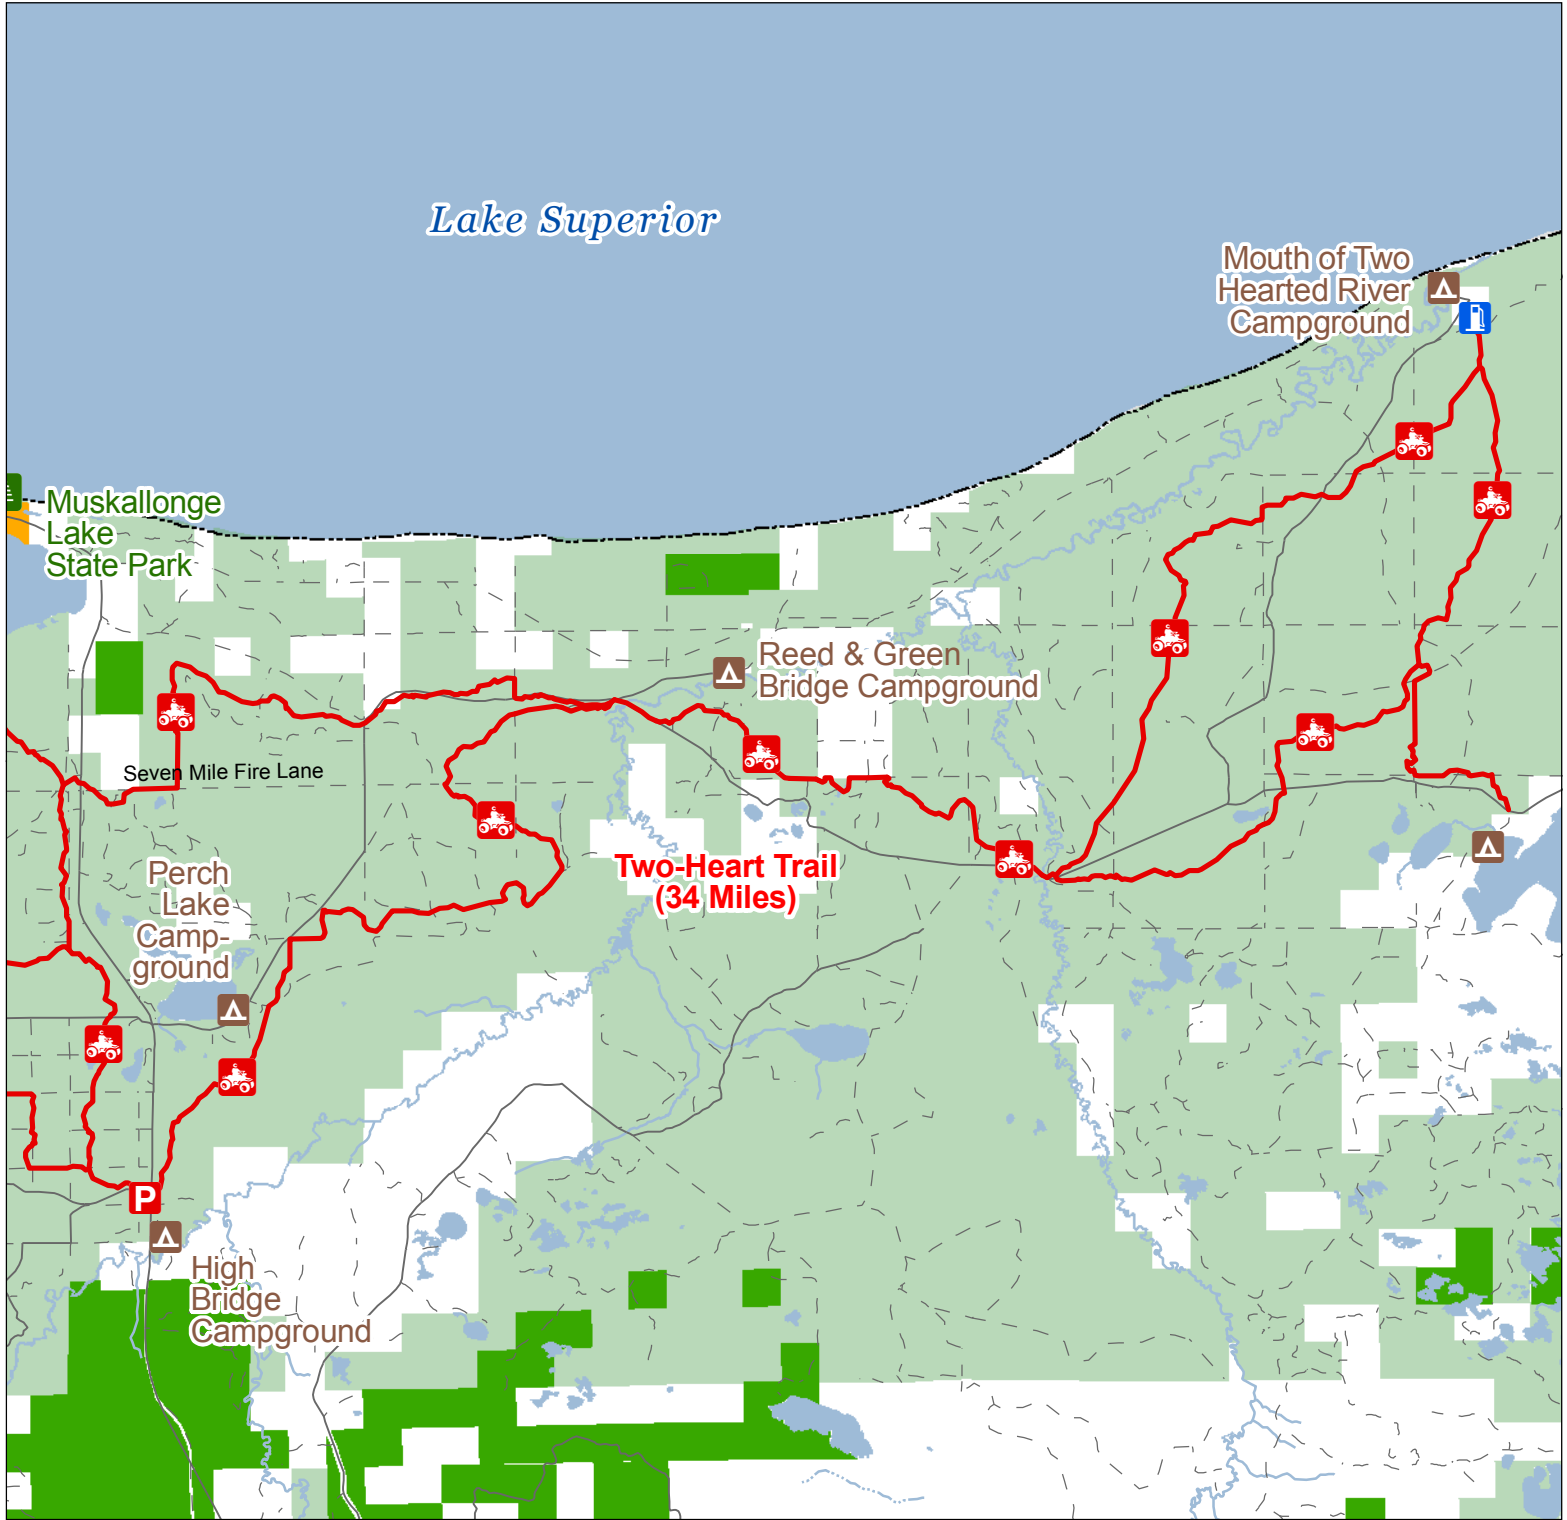 Lake Superior
Mouth of Two
Hearted River
Campground
Muskallonge
Lake
State Park
Reed & Green
Bridge Campground
Seven Mile Fire Lane
Two-Heart Trail
(34 Miles)
Perch
Lake
Camp-
ground
P
High
Bridge
Campground